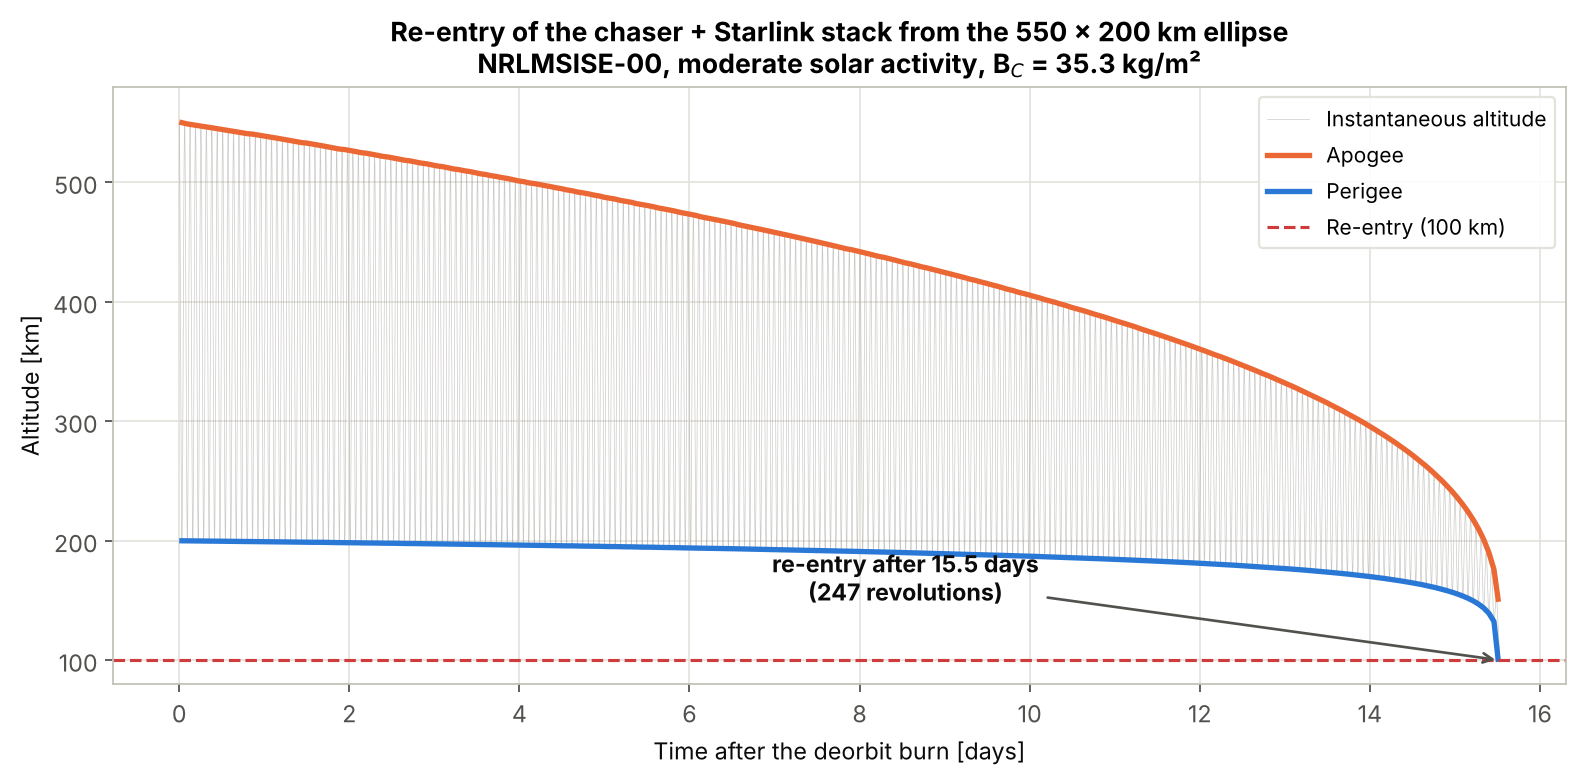 Re-entry of the chaser + Starlink stack from the 550 × 200 km ellipse
NRLMSISE-00, moderate solar activity, B_C = 35.3 kg/m²
Instantaneous altitude
Apogee
Perigee
Re-entry (100 km)
Altitude [km]
500
400
300
200
100
re-entry after 15.5 days
(247 revolutions)
0 2 4 6 8 10 12 14 16
Time after the deorbit burn [days]